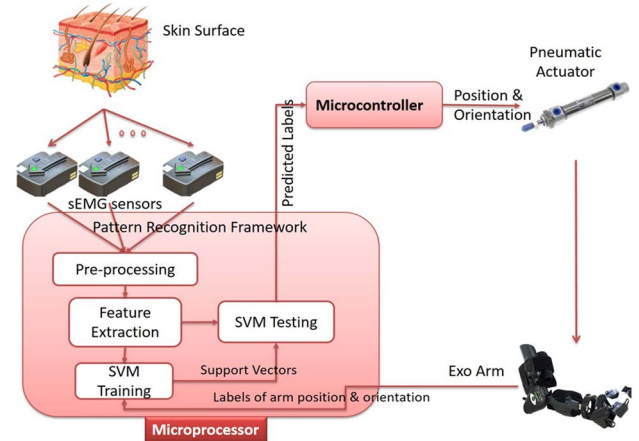 Skin Surface
Pneumatic
Actuator
Microcontroller
Position &
Orientation
Predicted Labels
sEMG sensors
Pattern Recognition Framework
Pre-processing
Feature
Extraction
SVM Testing
SVM
Training
Support Vectors
Exo Arm
Labels of arm position & orientation
Microprocessor